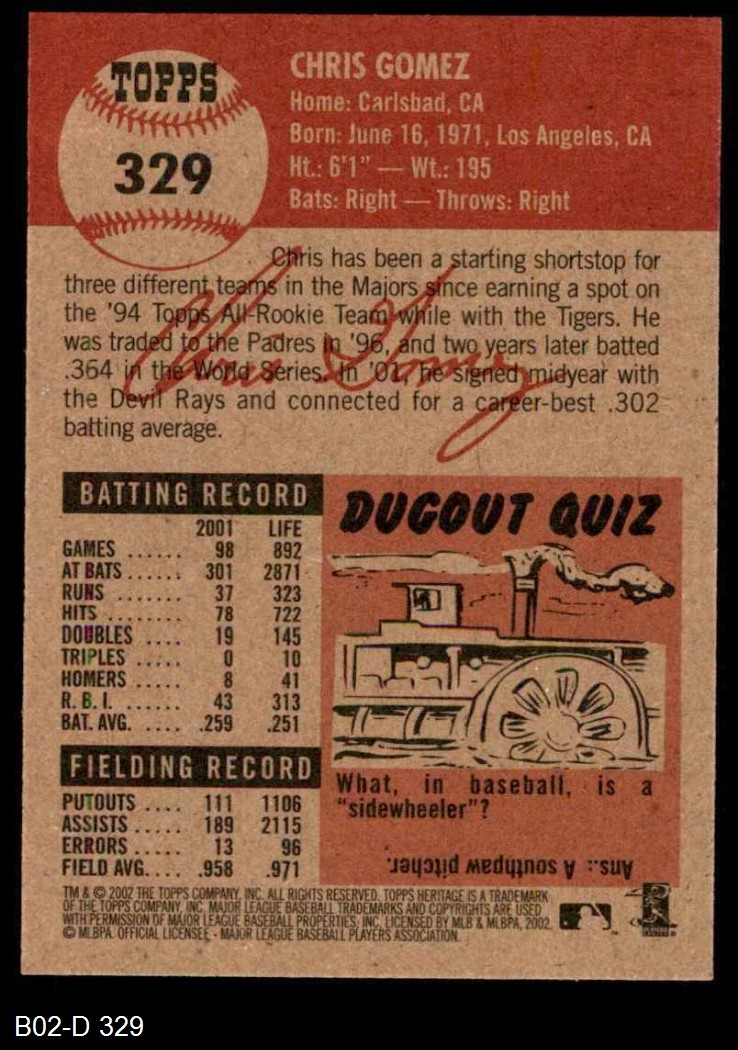 TOPPS
329
CHRIS GOMEZ
Home: Carlsbad, CA
Born: June 16, 1971, Los Angeles, CA
Ht.: 6'1" — Wt.: 195
Bats: Right — Throws: Right
Chris has been a starting shortstop for
three different teams in the Majors since earning a spot on
the '94 Topps All-Rookie Team while with the Tigers. He
was traded to the Padres in '96, and two years later batted
.364 in the World Series. In '01, he signed midyear with
the Devil Rays and connected for a career-best .302
batting average.
Chris Gomez
BATTING RECORD
2001 LIFE
GAMES ...... 98 892
AT BATS...... 301 2871
RUNS ....... 37 323
HITS ....... 78 722
DOUBLES .... 19 145
TRIPLES ..... 0 10
HOMERS ..... 8 41
R. B. I. ...... 43 313
BAT. AVG. .... .259 .251
FIELDING RECORD
PUTOUTS .... 111 1106
ASSISTS ..... 189 2115
ERRORS ..... 13 96
FIELD AVG.... .958 .971
DUGOUT QUIZ
What, in baseball, is a
"sidewheeler"?
Ans.: A southpaw pitcher.
TM & © 2002 THE TOPPS COMPANY, INC. ALL RIGHTS RESERVED. TOPPS HERITAGE IS A TRADEMARK
OF THE TOPPS COMPANY, INC. MAJOR LEAGUE BASEBALL TRADEMARKS AND COPYRIGHTS ARE USED
WITH PERMISSION OF MAJOR LEAGUE BASEBALL PROPERTIES, INC. LICENSED BY MLB & MLBPA, 2002.
© MLBPA. OFFICIAL LICENSEE - MAJOR LEAGUE BASEBALL PLAYERS ASSOCIATION.
B02-D 329